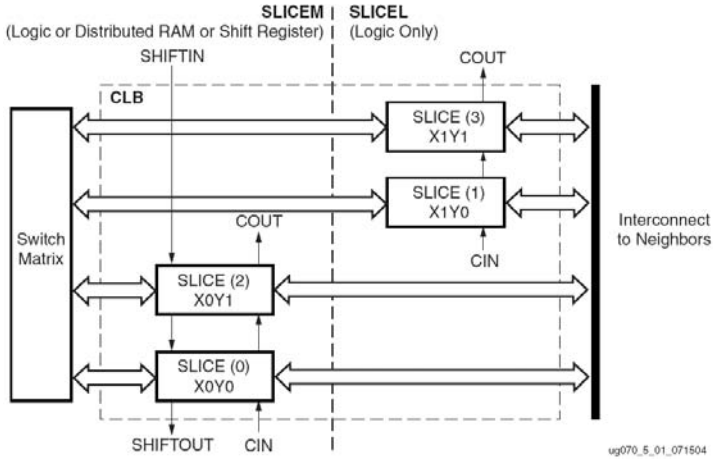 SLICEM
(Logic or Distributed RAM or Shift Register)
SLICEL
(Logic Only)
SHIFTIN
COUT
CLB
SLICE (3)
X1Y1
SLICE (1)
X1Y0
COUT
CIN
Switch
Matrix
Interconnect
to Neighbors
SLICE (2)
X0Y1
SLICE (0)
X0Y0
SHIFTOUT
CIN
ug070_5_01_071504